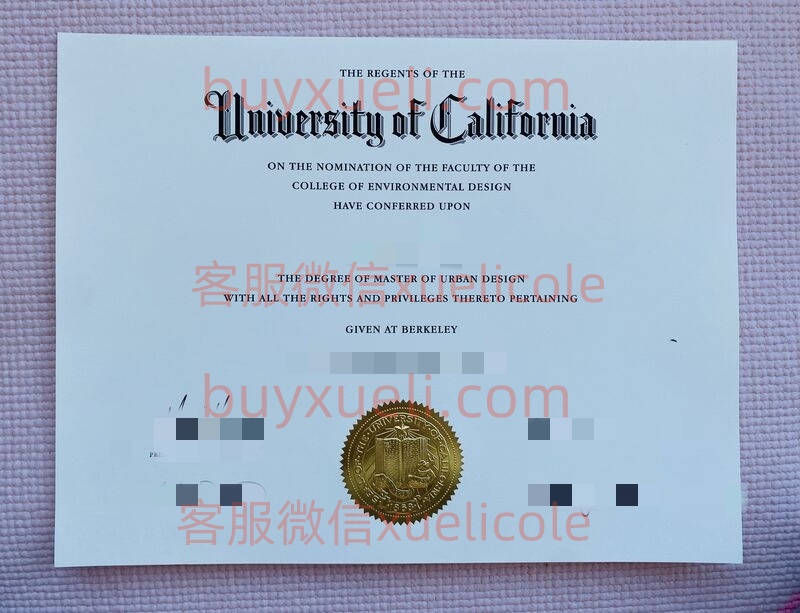 THE REGENTS OF THE
buyxueli.com
University of California
ON THE NOMINATION OF THE FACULTY OF THE
COLLEGE OF ENVIRONMENTAL DESIGN
HAVE CONFERRED UPON
客服微信xuelicole
THE DEGREE OF MASTER OF URBAN DESIGN
WITH ALL THE RIGHTS AND PRIVILEGES THERETO PERTAINING
GIVEN AT BERKELEY
buyxueli.com
客服微信xuelicole